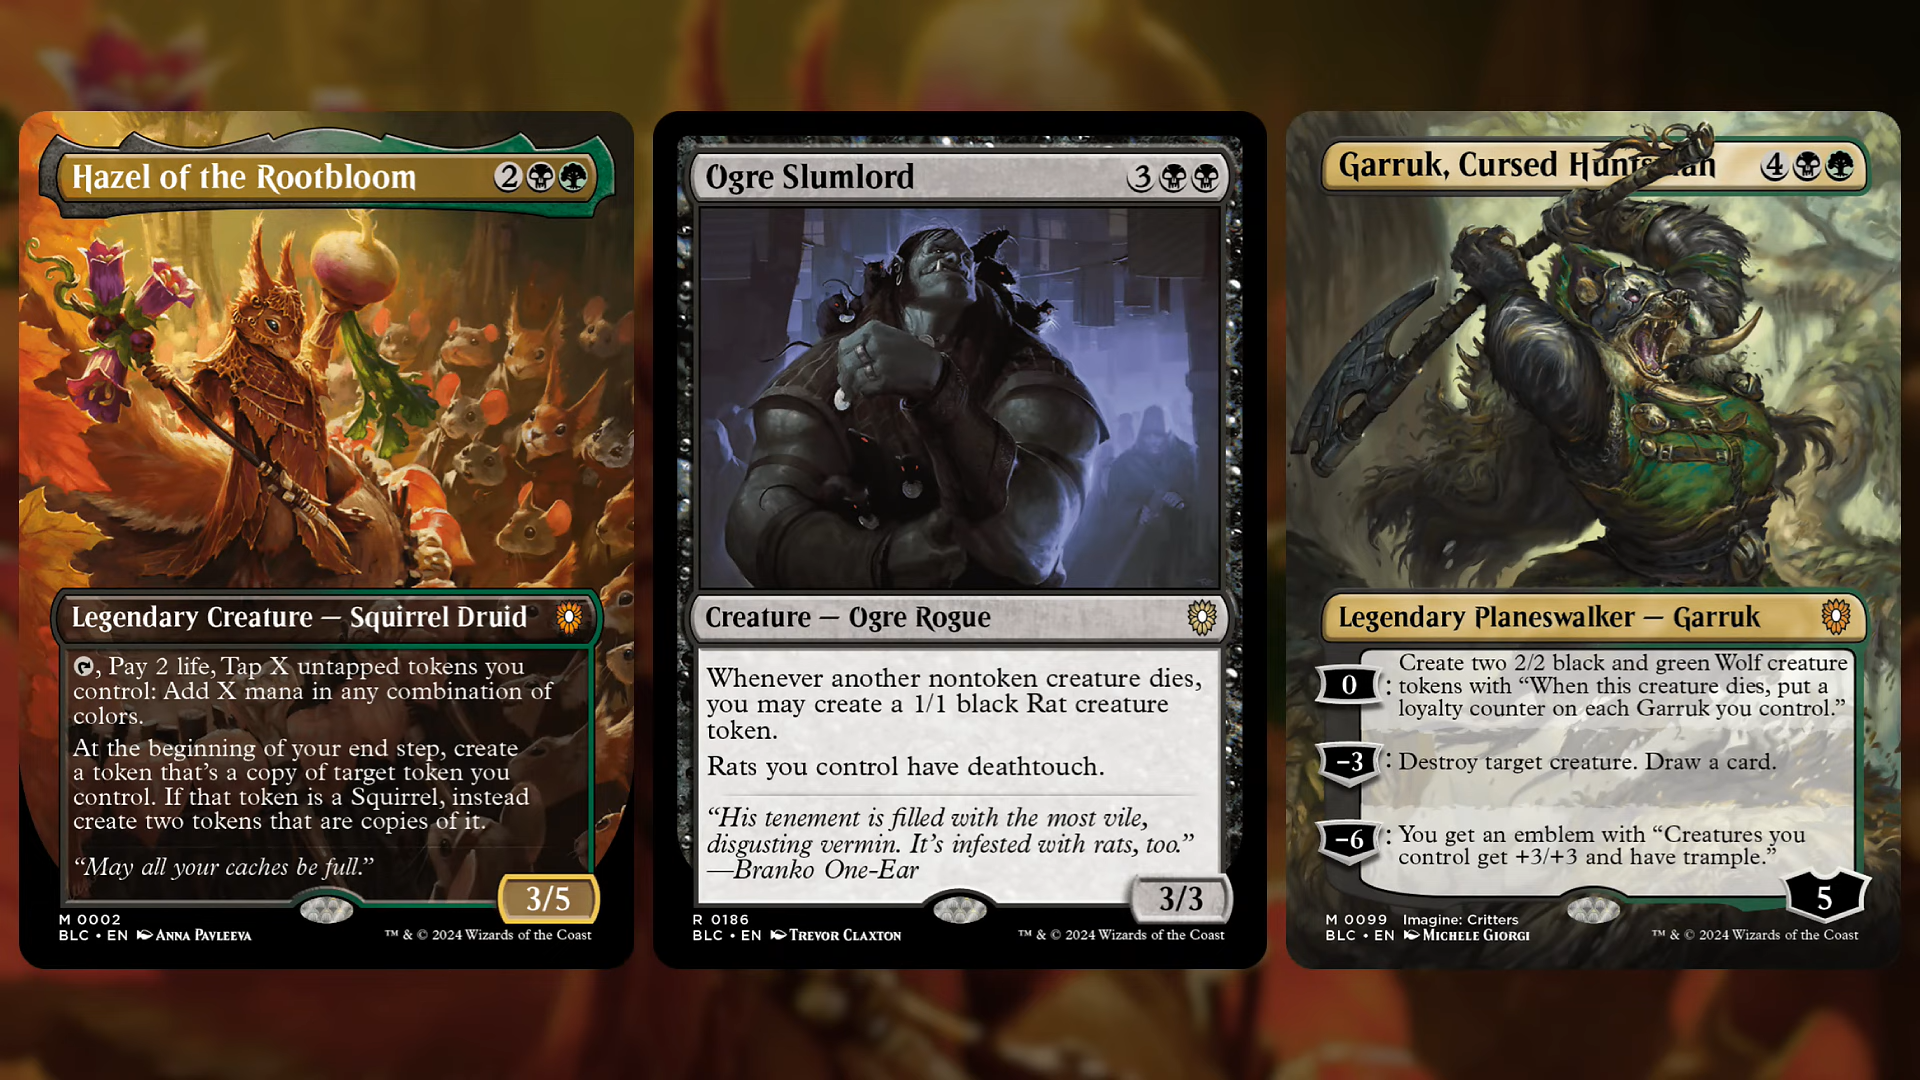 Hazel of the Rootbloom
2
Legendary Creature — Squirrel Druid
, Pay 2 life, Tap X untapped tokens you
control: Add X mana in any combination of
colors.
At the beginning of your end step, create
a token that's a copy of target token you
control. If that token is a Squirrel, instead
create two tokens that are copies of it.
“May all your caches be full.”
3/5
M 0002
BLC • EN Anna Pavleeva
™ & © 2024 Wizards of the Coast
Ogre Slumlord
3
Creature — Ogre Rogue
Whenever another nontoken creature dies,
you may create a 1/1 black Rat creature
token.
Rats you control have deathtouch.
“His tenement is filled with the most vile,
disgusting vermin. It's infested with rats, too.”
—Branko One-Ear
3/3
R 0186
BLC • EN Trevor Claxton
™ & © 2024 Wizards of the Coast
Garruk, Cursed Huntsman
4
Legendary Planeswalker — Garruk
0 : Create two 2/2 black and green Wolf creature
tokens with “When this creature dies, put a
loyalty counter on each Garruk you control.”
−3 : Destroy target creature. Draw a card.
−6 : You get an emblem with “Creatures you
control get +3/+3 and have trample.”
5
M 0099 Imagine: Critters
BLC • EN Michele Giorgi
™ & © 2024 Wizards of the Coast